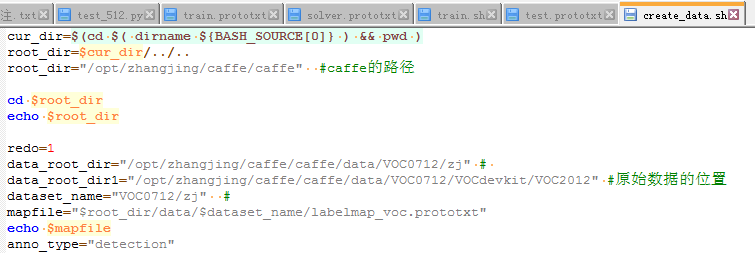 注.txt test_512.py train.prototxt solver.prototxt train.sh test.prototxt create_data.sh
cur_dir=$(cd $( dirname ${BASH_SOURCE[0]} ) && pwd )
root_dir=$cur_dir/../..
root_dir="/opt/zhangjing/caffe/caffe" #caffe的路径
cd $root_dir
echo $root_dir
redo=1
data_root_dir="/opt/zhangjing/caffe/caffe/data/VOC0712/zj" #
data_root_dir1="/opt/zhangjing/caffe/caffe/data/VOC0712/VOCdevkit/VOC2012" #原始数据的位置
dataset_name="VOC0712/zj" #
mapfile="$root_dir/data/$dataset_name/labelmap_voc.prototxt"
echo $mapfile
anno_type="detection"